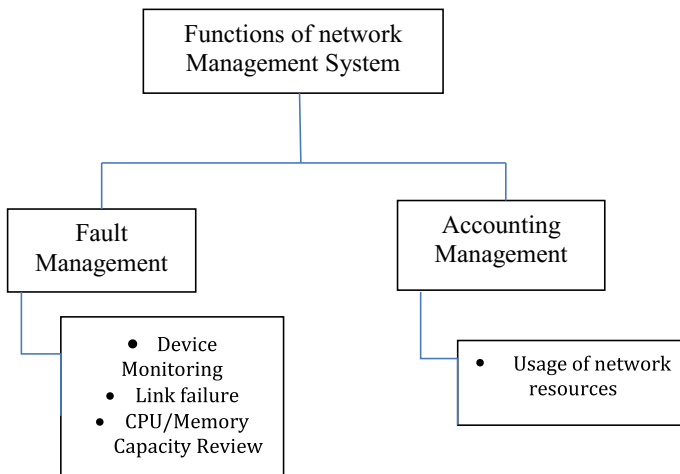 Functions of network
Management System
Fault
Management
Accounting
Management
• Device
Monitoring
• Link failure
• CPU/Memory
Capacity Review
• Usage of network
resources